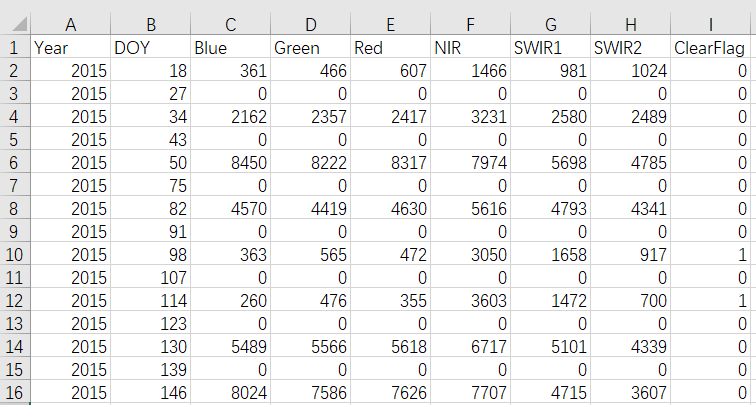 A B C D E F G H I
1 Year DOY Blue Green Red NIR SWIR1 SWIR2 ClearFlag
2 2015 18 361 466 607 1466 981 1024 0
3 2015 27 0 0 0 0 0 0 0
4 2015 34 2162 2357 2417 3231 2580 2489 0
5 2015 43 0 0 0 0 0 0 0
6 2015 50 8450 8222 8317 7974 5698 4785 0
7 2015 75 0 0 0 0 0 0 0
8 2015 82 4570 4419 4630 5616 4793 4341 0
9 2015 91 0 0 0 0 0 0 0
10 2015 98 363 565 472 3050 1658 917 1
11 2015 107 0 0 0 0 0 0 0
12 2015 114 260 476 355 3603 1472 700 1
13 2015 123 0 0 0 0 0 0 0
14 2015 130 5489 5566 5618 6717 5101 4339 0
15 2015 139 0 0 0 0 0 0 0
16 2015 146 8024 7586 7626 7707 4715 3607 0